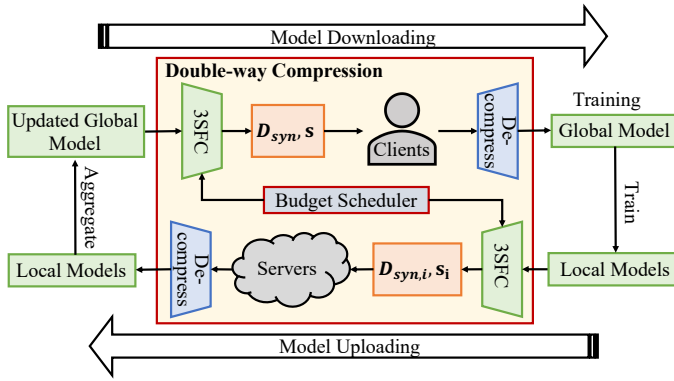 Model Downloading
Double-way Compression
Updated Global
Model
3SFC
D_syn, s
Clients
De-
compress
Training
Global Model
Aggregate
Budget Scheduler
Train
Local Models
De-
compress
Servers
D_syn,i, s_i
3SFC
Local Models
Model Uploading